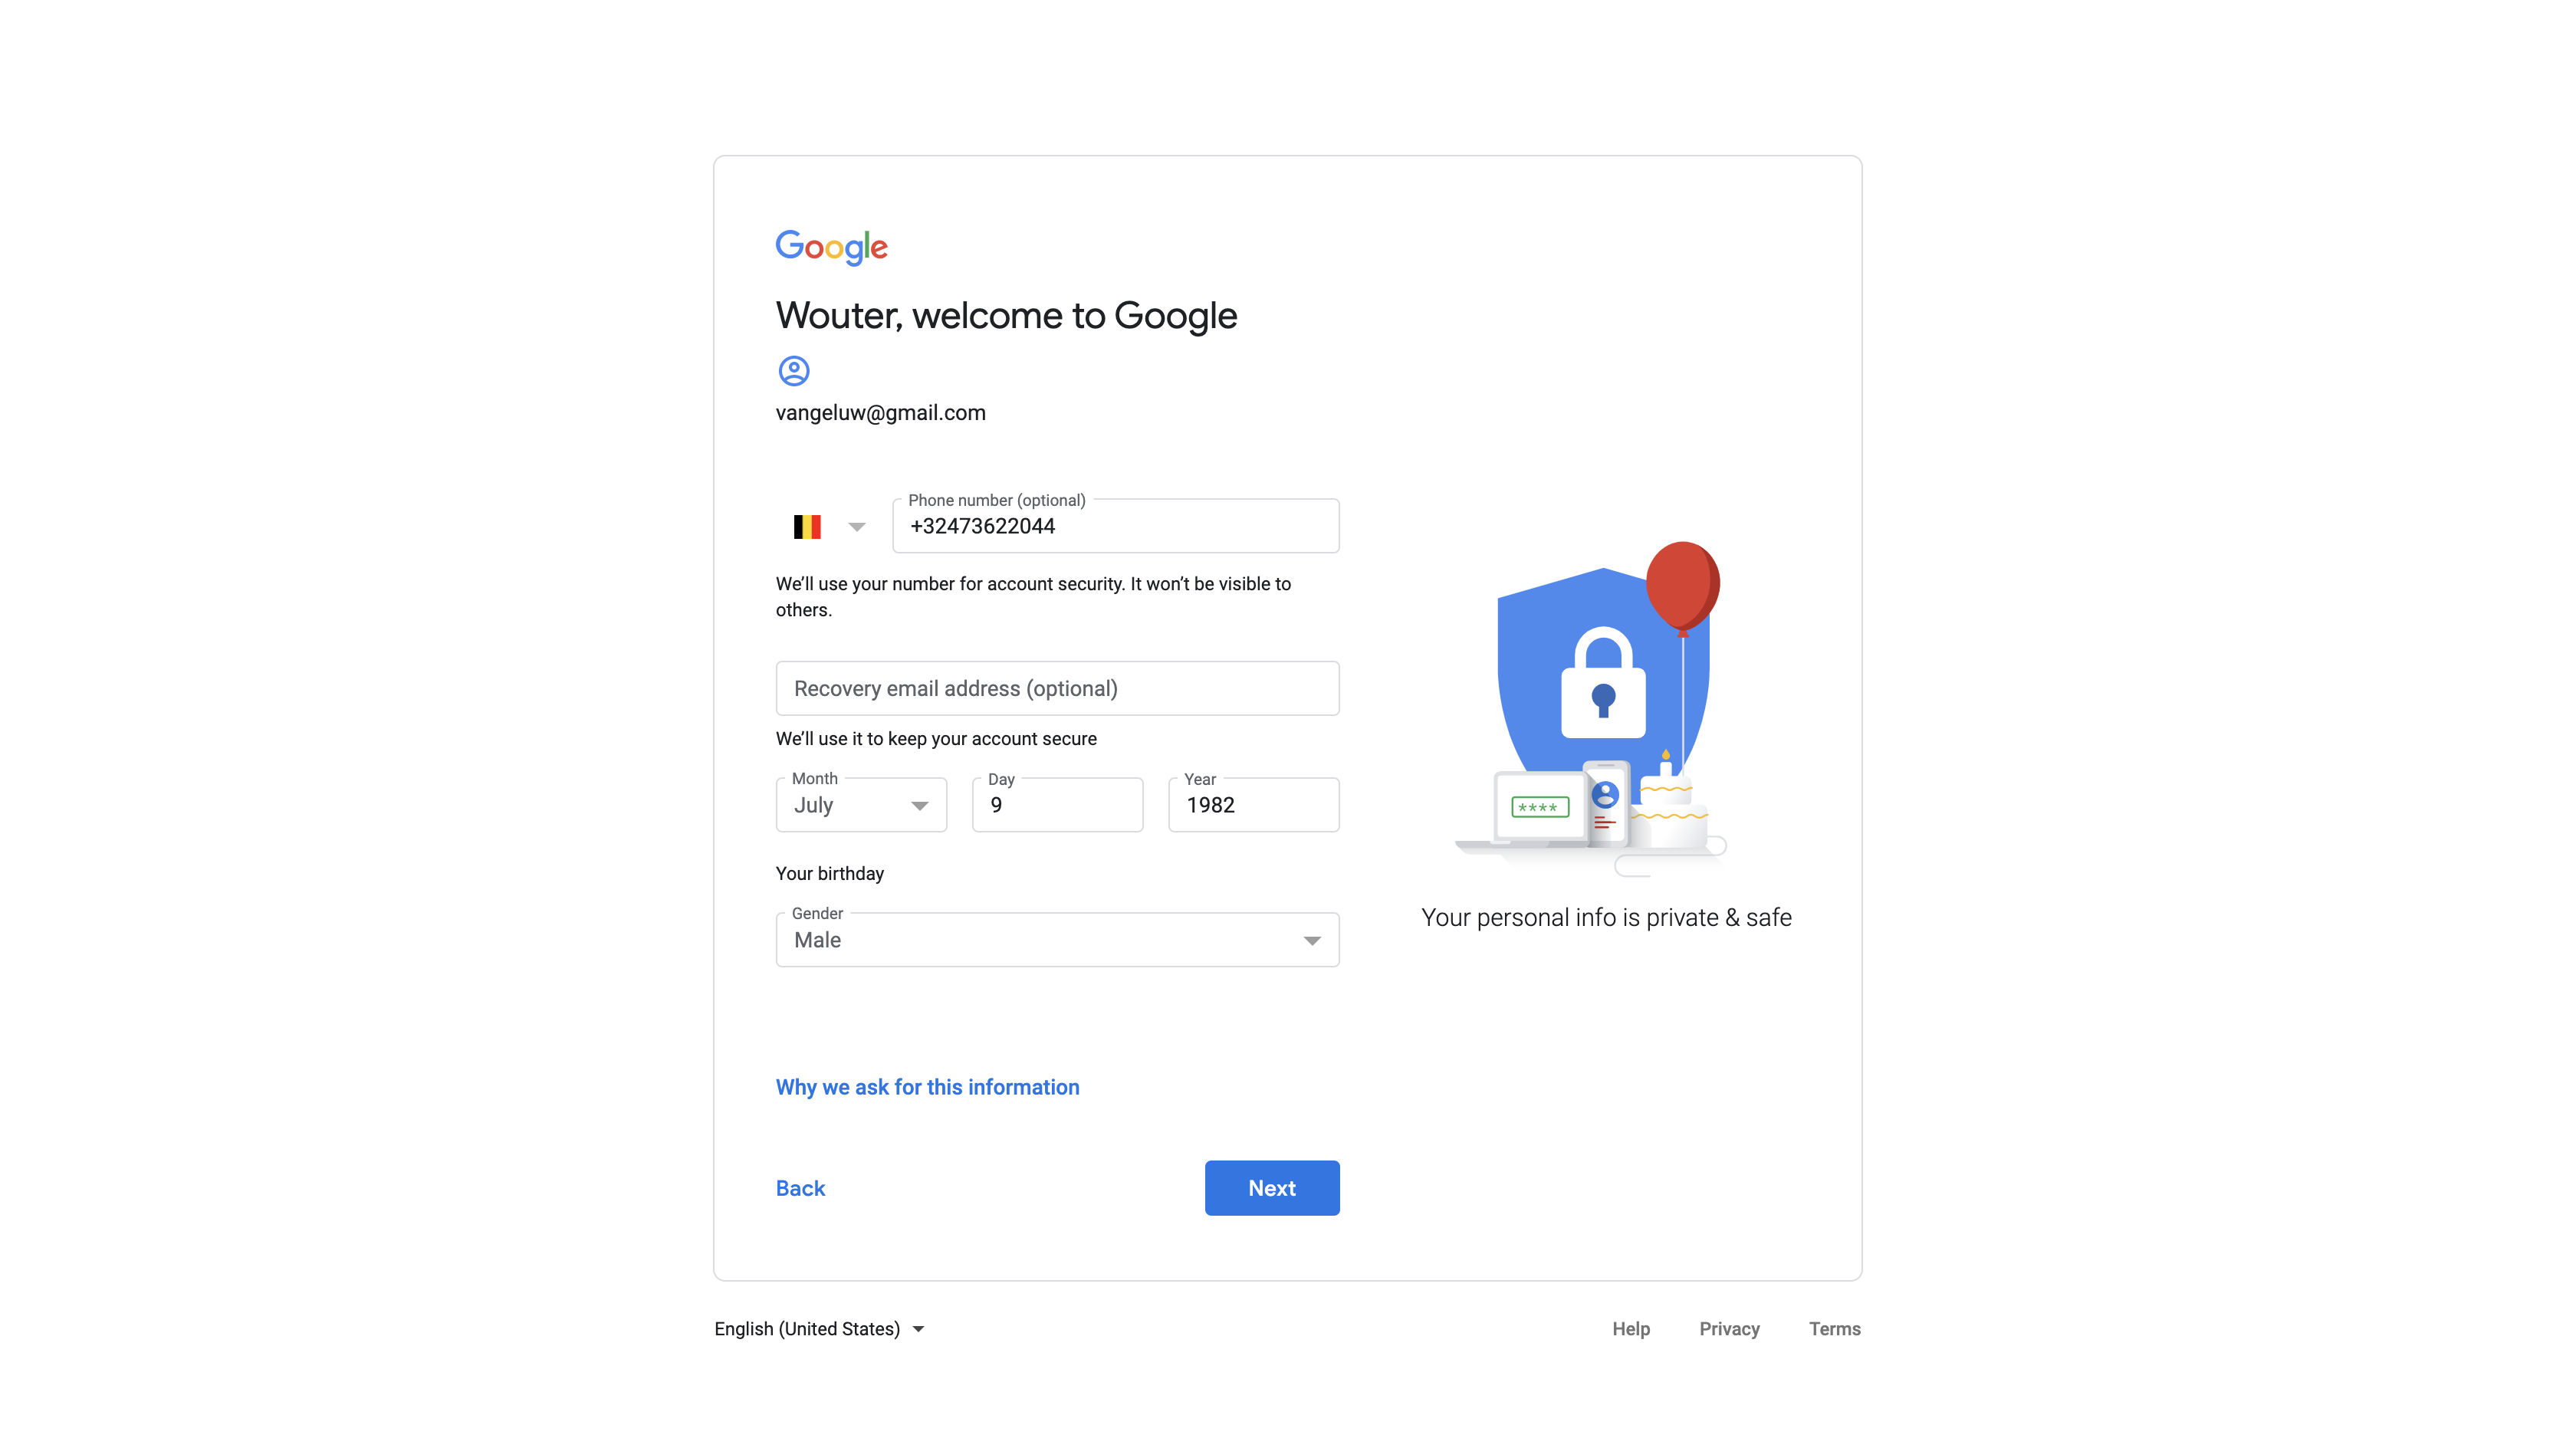 Google
Wouter, welcome to Google
vangeluw@gmail.com
Phone number (optional)
+32473622044
We’ll use your number for account security. It won’t be visible to
others.
Recovery email address (optional)
We’ll use it to keep your account secure
Month
July
Day
9
Year
1982
Your birthday
Gender
Male
****
Your personal info is private & safe
Why we ask for this information
Back
Next
English (United States)
Help
Privacy
Terms